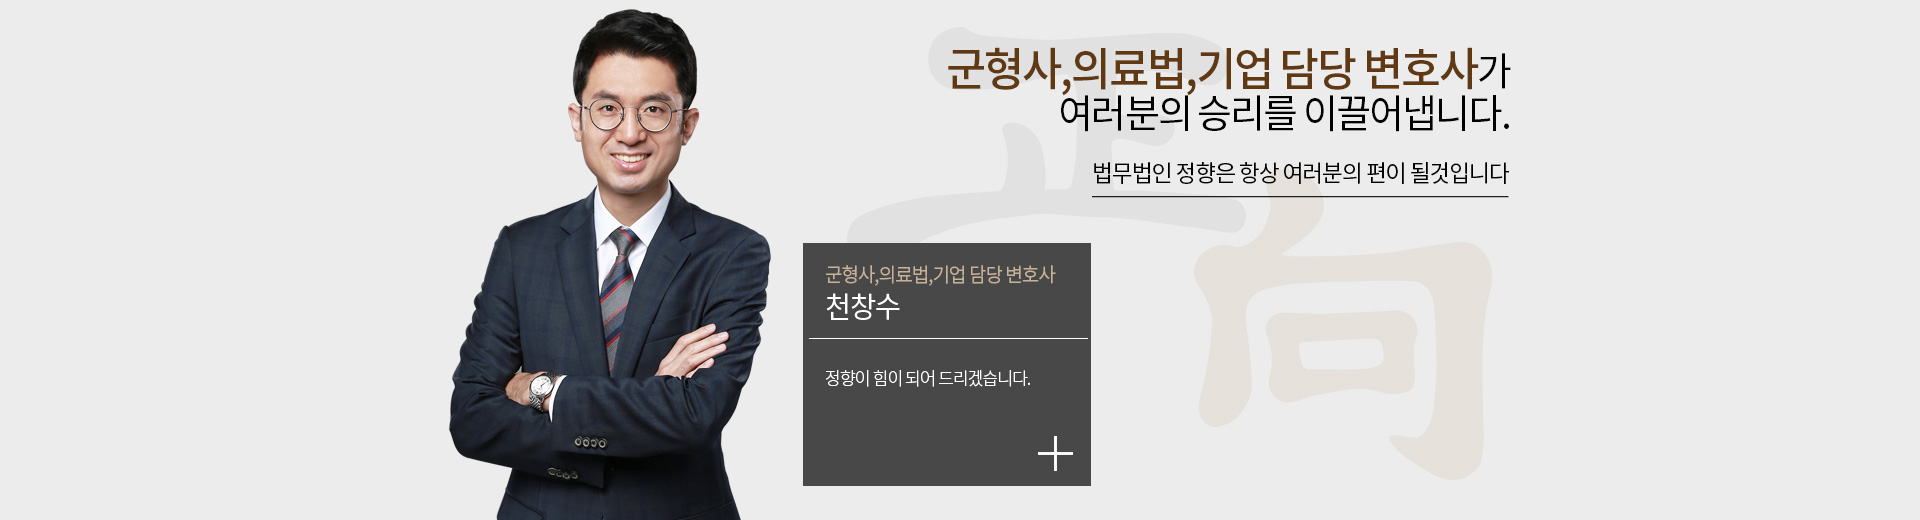 正向
군형사,의료법,기업 담당 변호사가
여러분의 승리를 이끌어냅니다.
법무법인 정향은 항상 여러분의 편이 될것입니다
군형사,의료법,기업 담당 변호사
천창수
정향이 힘이 되어 드리겠습니다.